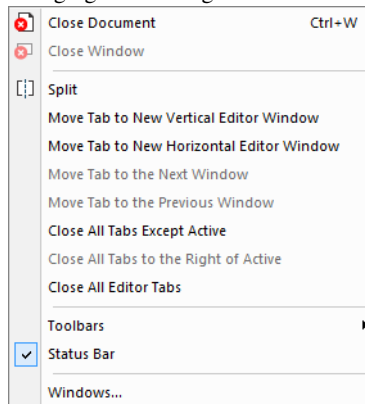 Close Document Ctrl+W
Close Window
Split
Move Tab to New Vertical Editor Window
Move Tab to New Horizontal Editor Window
Move Tab to the Next Window
Move Tab to the Previous Window
Close All Tabs Except Active
Close All Tabs to the Right of Active
Close All Editor Tabs
Toolbars
Status Bar
Windows...